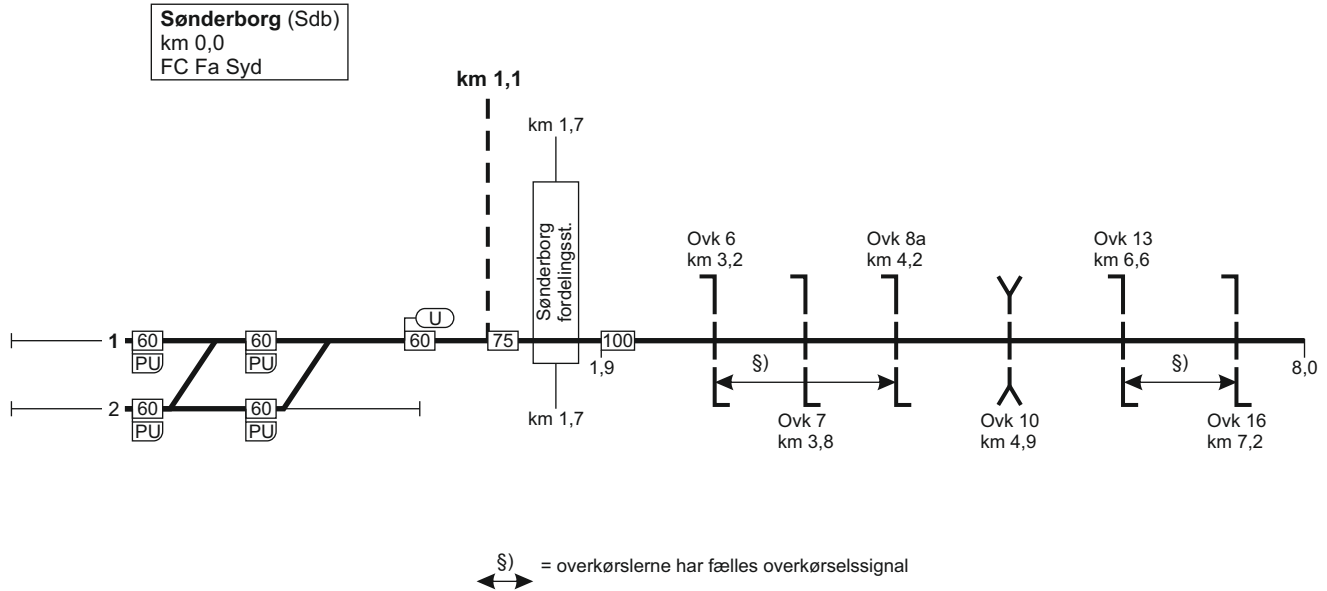 Sønderborg (Sdb)
km 0,0
FC Fa Syd
km 1,1
km 1,7
Sønderborg
fordelingsst.
Ovk 6
km 3,2
Ovk 8a
km 4,2
Ovk 13
km 6,6
U
1
60
60
60
75
100
PU
PU
1,9
§)
§)
8,0
2
60
60
PU
PU
km 1,7
Ovk 7
km 3,8
Ovk 10
km 4,9
Ovk 16
km 7,2
§)
= overkørslerne har fælles overkørselssignal